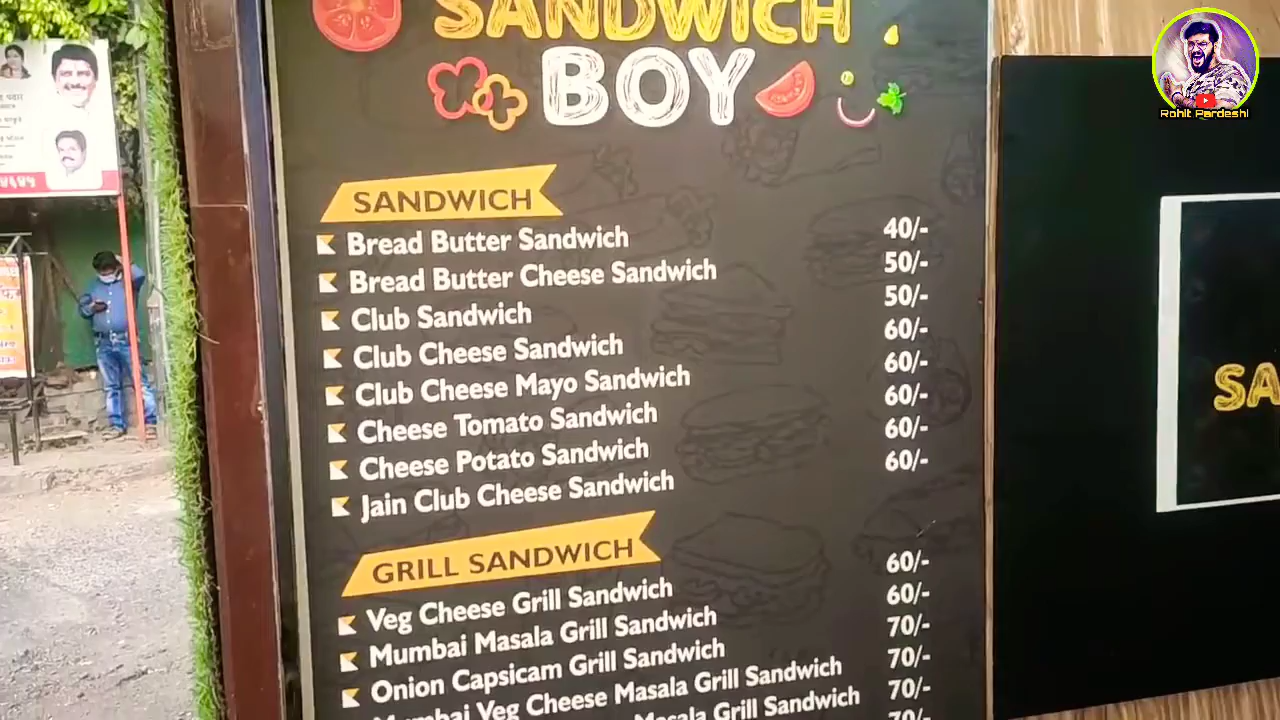 SANDWICH
BOY
SANDWICH
Bread Butter Sandwich 40/-
Bread Butter Cheese Sandwich 50/-
Club Sandwich 50/-
Club Cheese Sandwich 60/-
Club Cheese Mayo Sandwich 60/-
Cheese Tomato Sandwich 60/-
Cheese Potato Sandwich 60/-
Jain Club Cheese Sandwich 60/-
GRILL SANDWICH
Veg Cheese Grill Sandwich 60/-
Mumbai Masala Grill Sandwich 60/-
Onion Capsicam Grill Sandwich 70/-
Mumbai Veg Cheese Masala Grill Sandwich 70/-
Masala Grill Sandwich 70/-
70/-
SA
Rohit Pardeshi